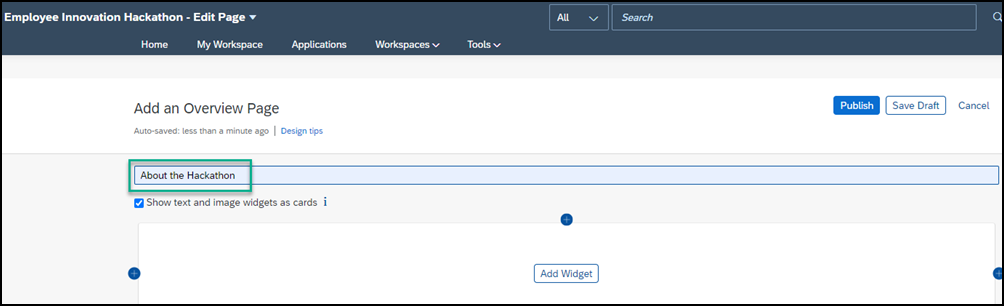 Employee Innovation Hackathon - Edit Page
All
Search
Home My Workspace Applications Workspaces Tools
Add an Overview Page
Publish Save Draft Cancel
Auto-saved: less than a minute ago | Design tips
About the Hackathon
Show text and image widgets as cards i
Add Widget